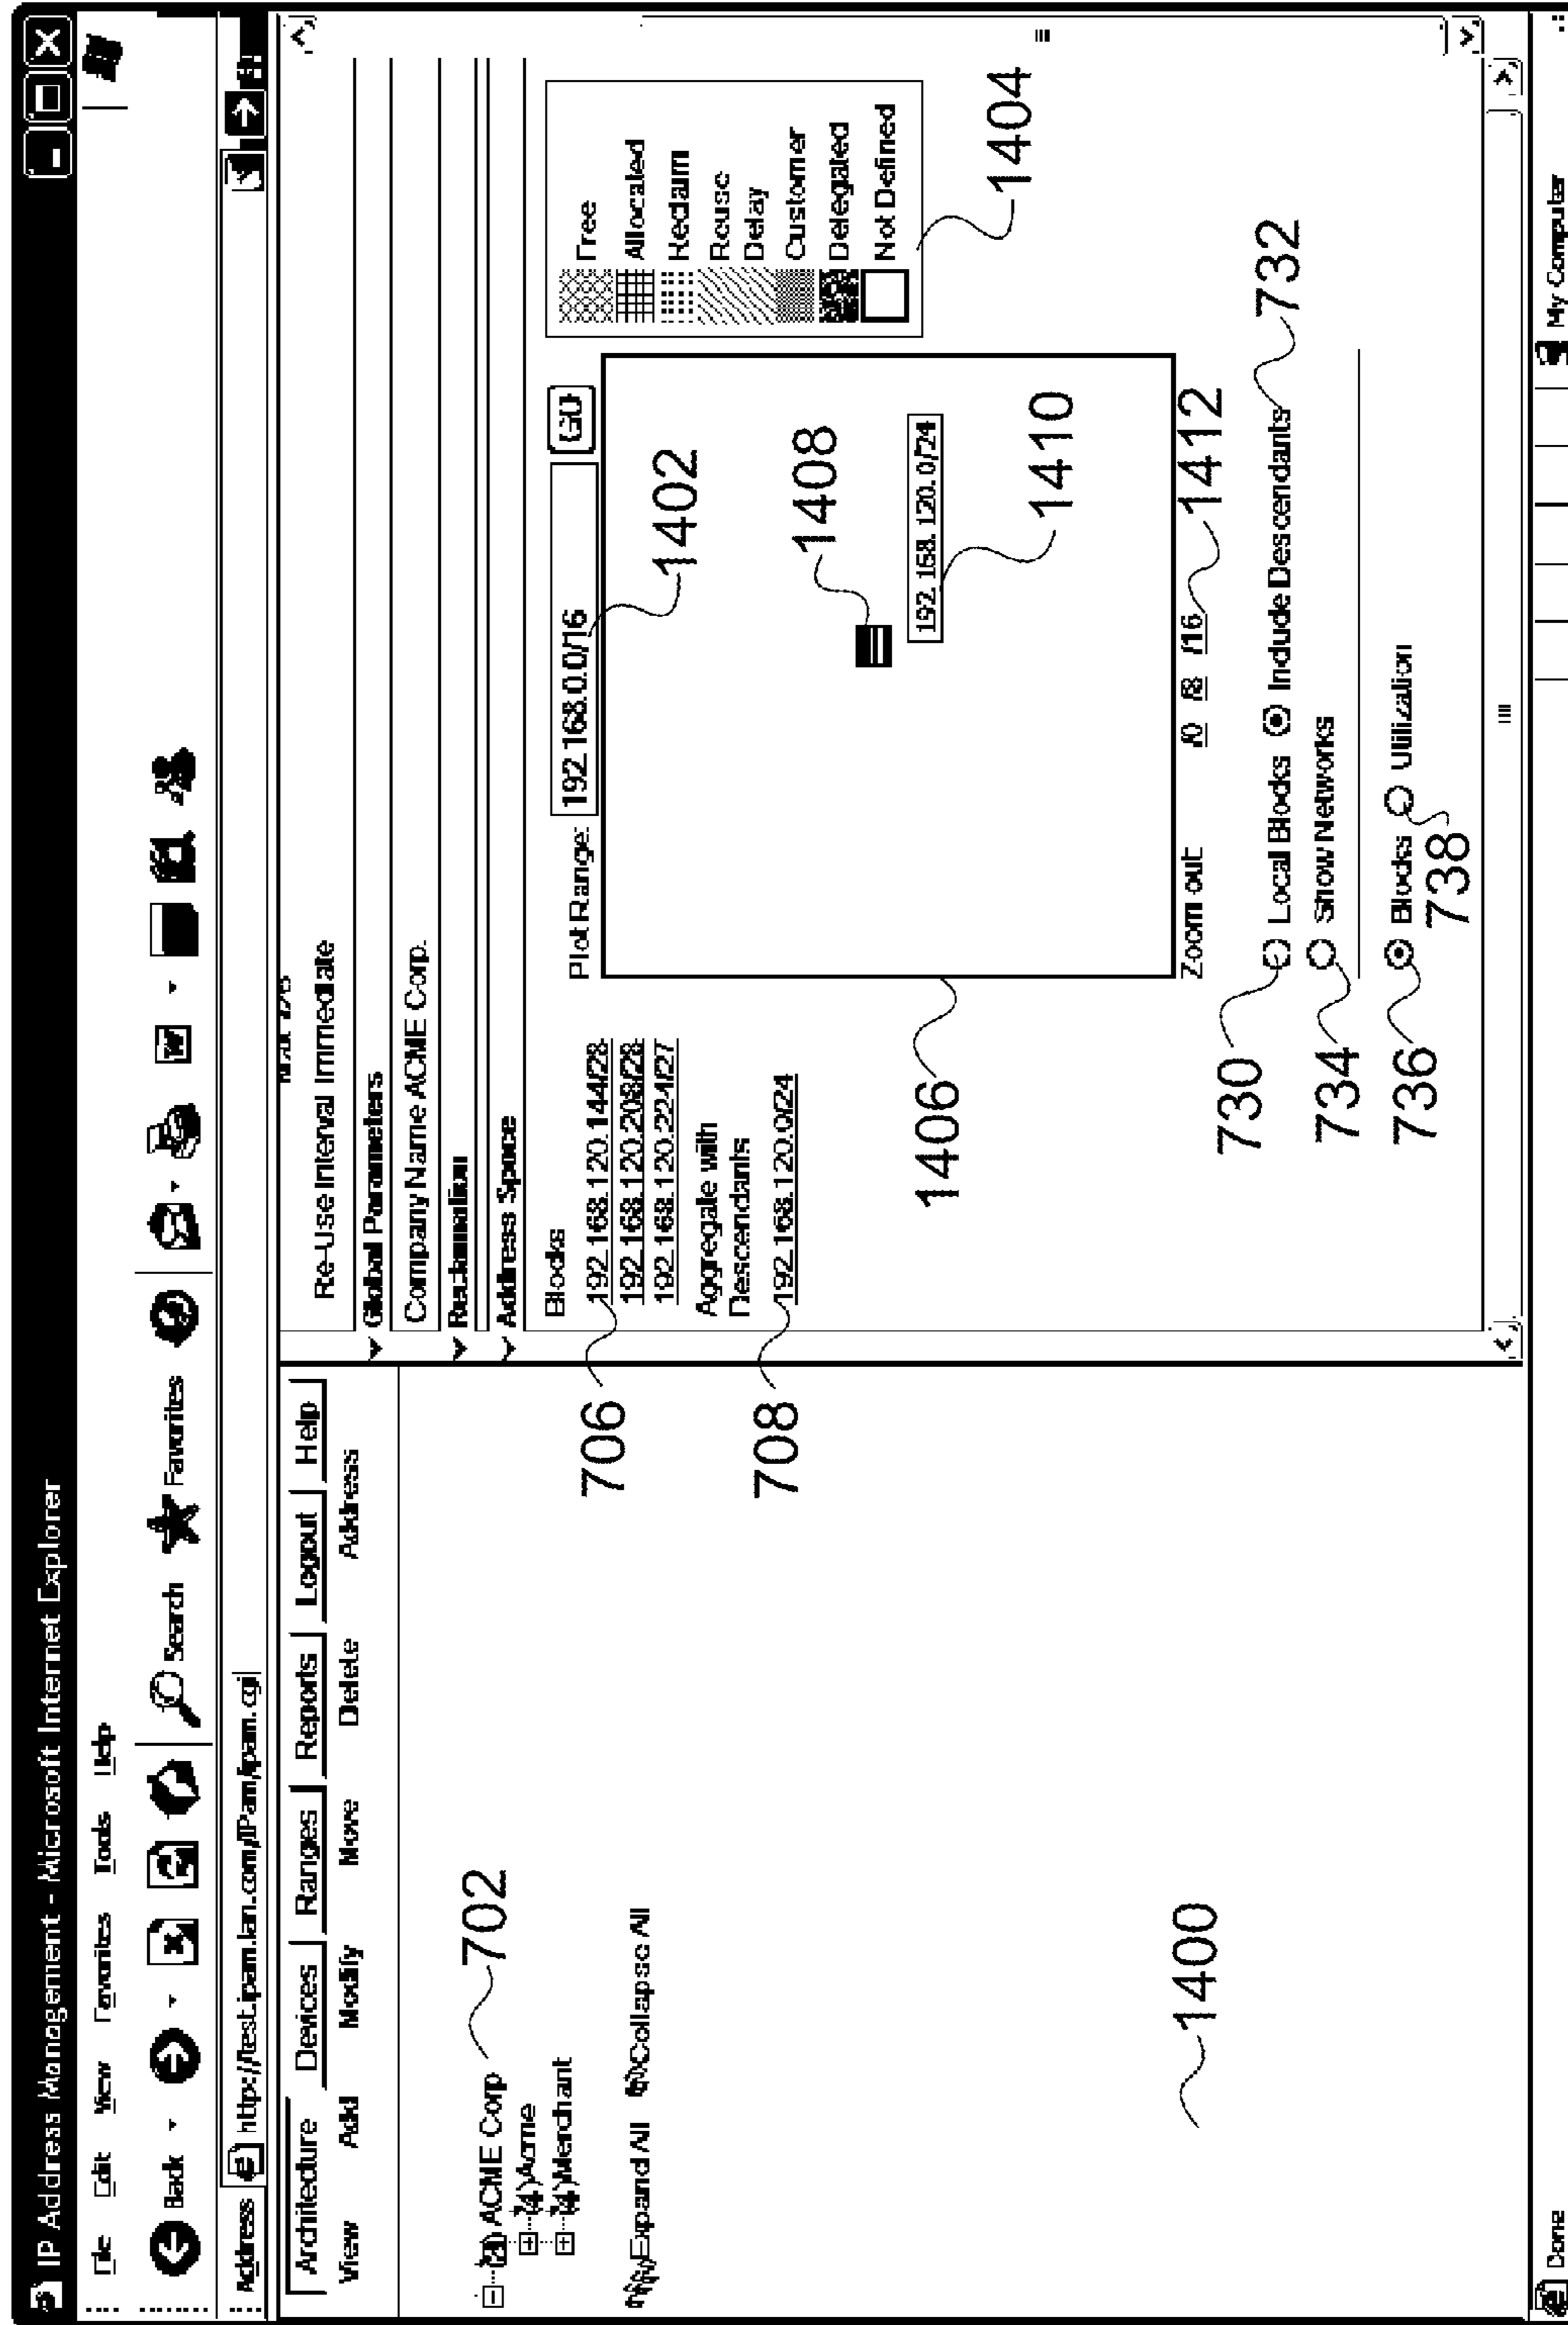 IP Address Management - Microsoft Internet Explorer
File Edit View Favorites Tools Help
Back Search Favorites
Address http://test.ipam.lan.com/IPam/ipam.cgi
Architecture Devices Ranges Reports Logout Help
View Add Modify Move Delete Address
ACME Corp 702
Acme
Merchant
Expand All Collapse All
1400
Re-Use Interval Immediate
Global Parameters
Company Name ACME Corp.
Reclamation
Address Space
Blocks
192.168.120.144/28
192.168.120.208/28
192.168.120.224/27
706
Aggregate with
Descendants
192.168.120.0/24
708
Plot Range: 192.168.0.0/16 GO
1402
1408
192.168.120.0/24
1410
1406
Zoom out: /0 /8 /16 1412
Free
Allocated
Reclaim
Reuse
Delay
Customer
Delegated
Not Defined
1404
Local Blocks Include Descendants 732
730
Show Networks
734
Blocks Utilization
736 738
Done My Computer